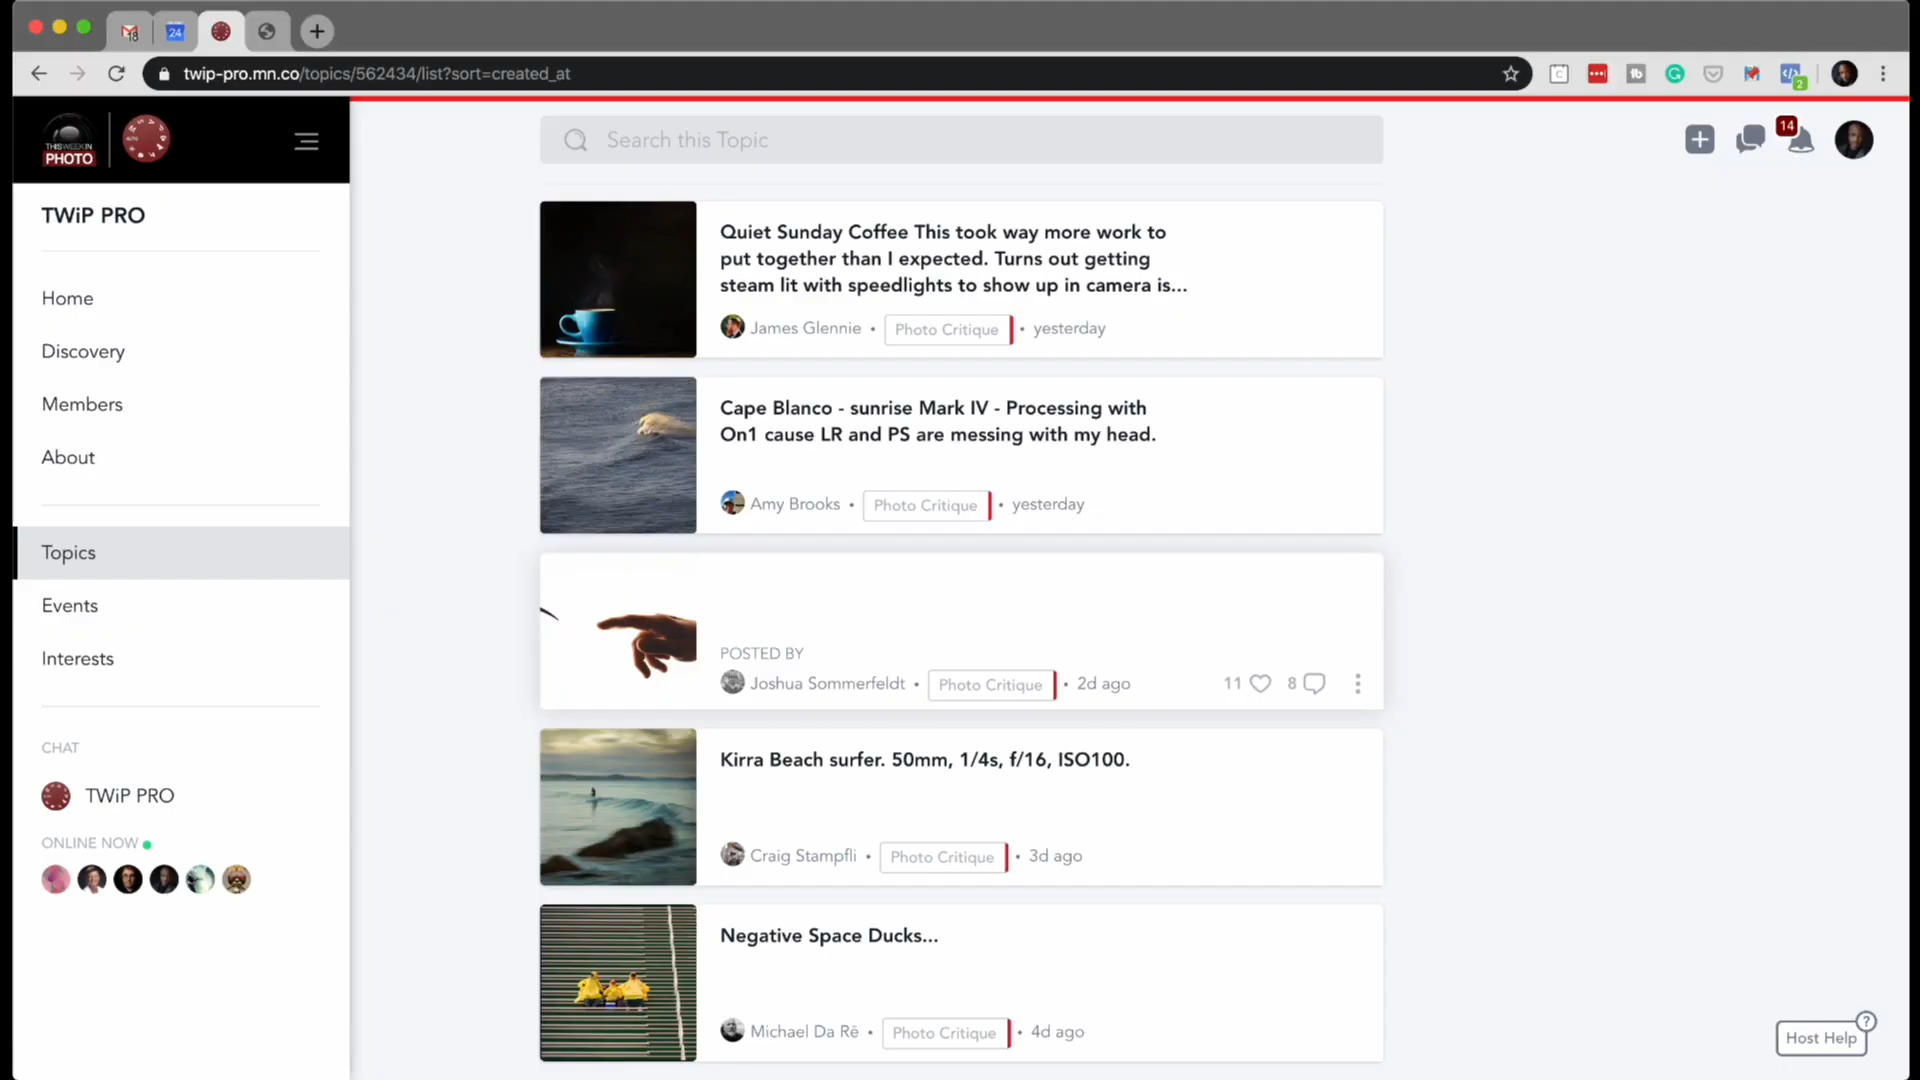 18
24
twip-pro.mn.co/topics/562434/list?sort=created_at
2
THIS WEEK IN
PHOTO
Search this Topic
14
TWiP PRO
Home
Discovery
Members
About
Topics
Events
Interests
CHAT
TWiP PRO
ONLINE NOW
Quiet Sunday Coffee This took way more work to
put together than I expected. Turns out getting
steam lit with speedlights to show up in camera is...
James Glennie • Photo Critique • yesterday
Cape Blanco - sunrise Mark IV - Processing with
On1 cause LR and PS are messing with my head.
Amy Brooks • Photo Critique • yesterday
POSTED BY
Joshua Sommerfeldt • Photo Critique • 2d ago 11 8
Kirra Beach surfer. 50mm, 1/4s, f/16, ISO100.
Craig Stampfli • Photo Critique • 3d ago
Negative Space Ducks...
Michael Da Rē • Photo Critique • 4d ago
Host Help ?